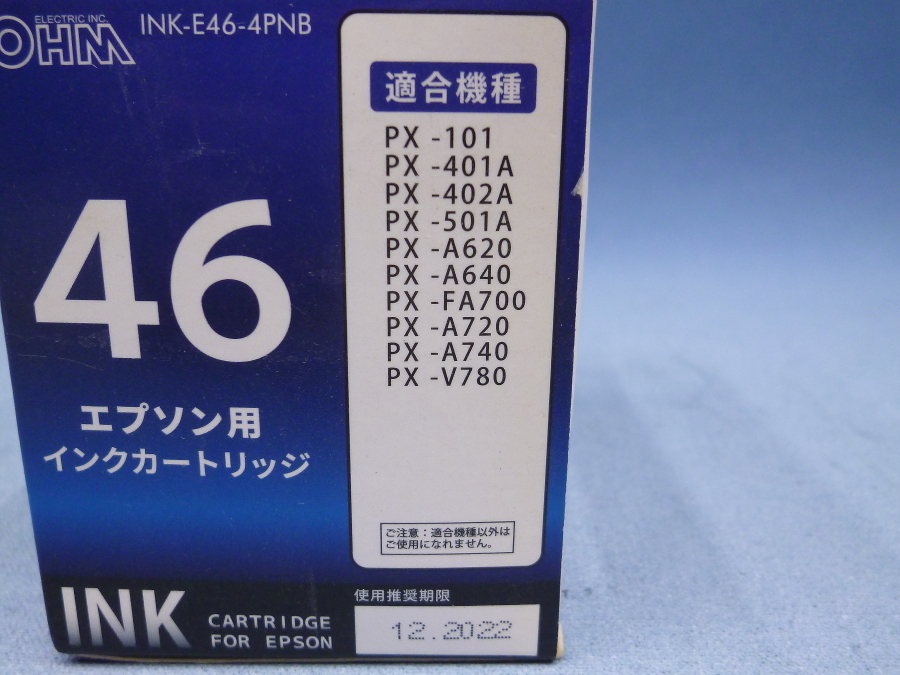 ELECTRIC INC.
OHM
INK-E46-4PNB
46
エプソン用
インクカートリッジ
INK
CARTRIDGE
FOR EPSON
適合機種
PX -101
PX -401A
PX -402A
PX -501A
PX -A620
PX -A640
PX -FA700
PX -A720
PX -A740
PX -V780
ご注意：適合機種以外は
ご使用になれません。
使用推奨期限
12.2022